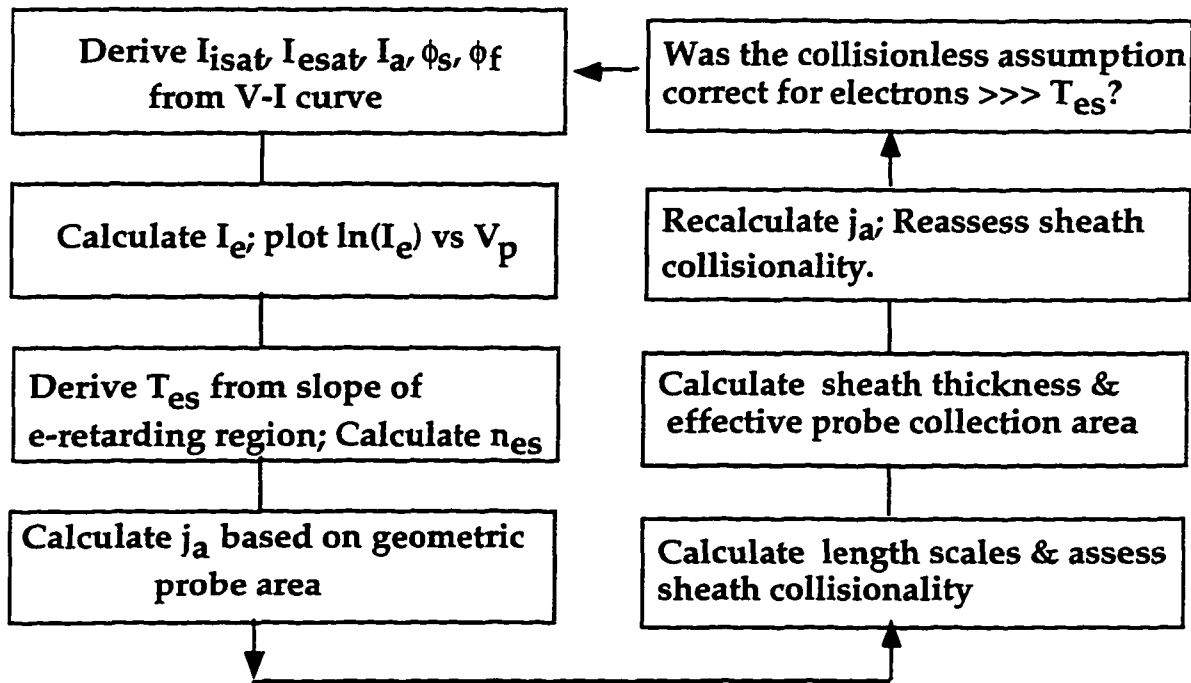 Derive I_isat, I_esat, I_a, ϕ_s, ϕ_f
from V-I curve
Calculate I_e; plot ln(I_e) vs V_p
Derive T_es from slope of
e-retarding region; Calculate n_es
Calculate j_a based on geometric
probe area
Calculate length scales & assess
sheath collisionality
Calculate sheath thickness &
effective probe collection area
Recalculate j_a; Reassess sheath
collisionality.
Was the collisionless assumption
correct for electrons >>> T_es?